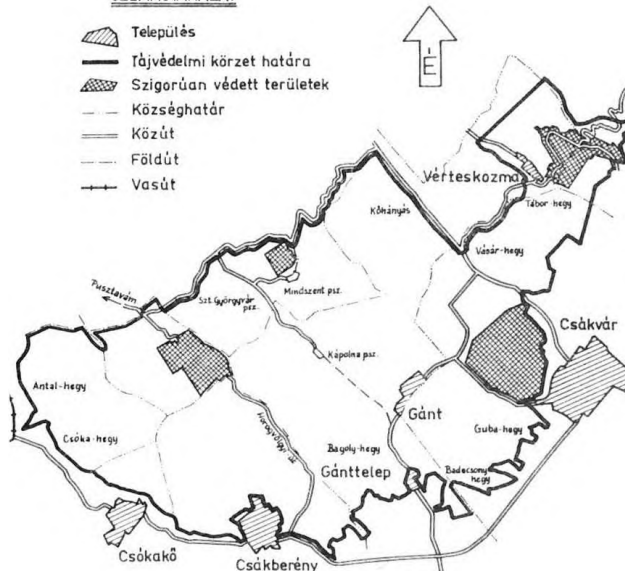 Település
Tájvédelmi körzet határa
Szigorúan védett területek
Községhatár
Közút
Földút
Vasút
É
Vérteskozma
Tábor-hegy
Kőhányás
Vásár-hegy
Mindszent psz.
Szt. Györgyvár
psz.
Pusztavám
Csákvár
Kápolna psz.
Antal-hegy
Gánt
Guba-hegy
Csóka-hegy
Horogvölgyi út
Bagoly-hegy
Gánttelep
Badacsony
hegy
Csókakő
Csákberény